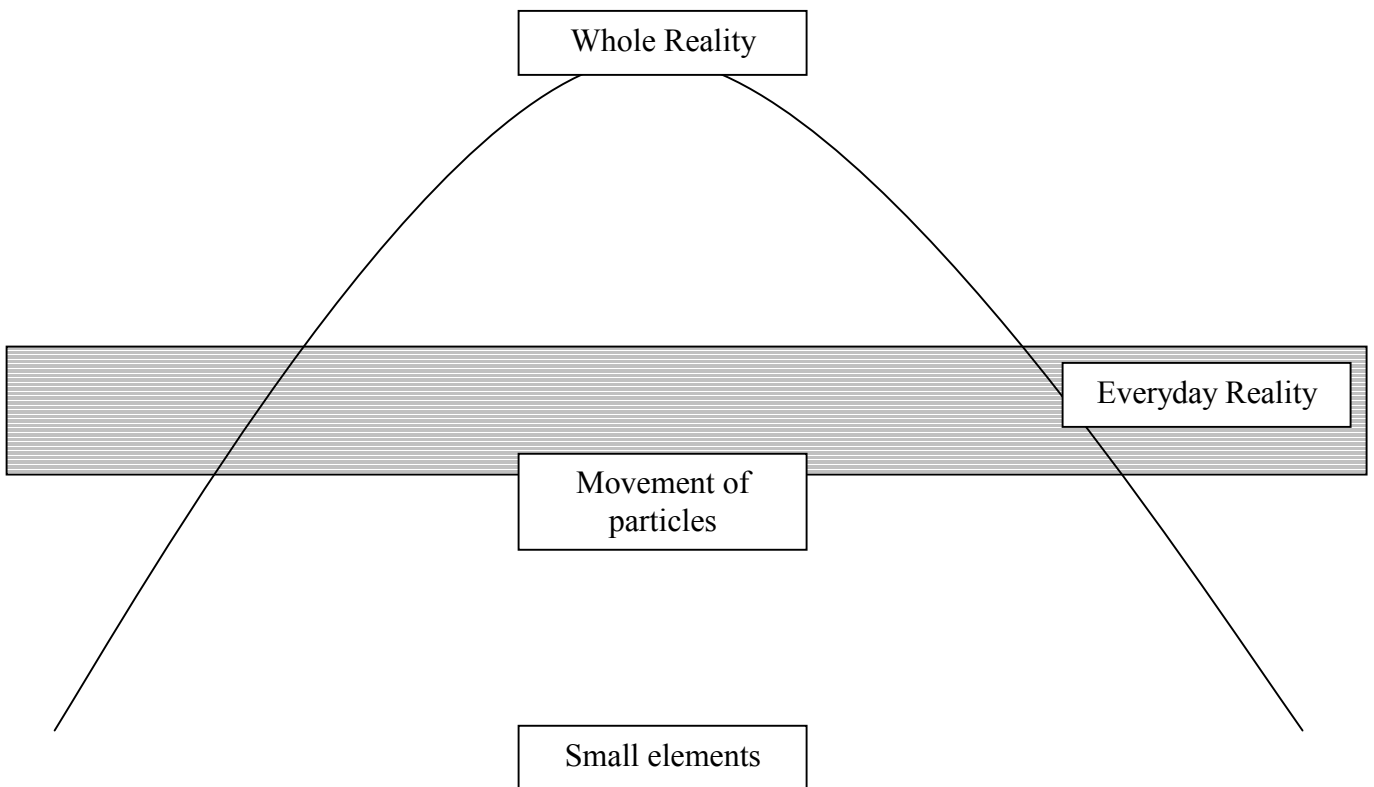 Whole Reality
Everyday Reality
Movement of
particles
Small elements